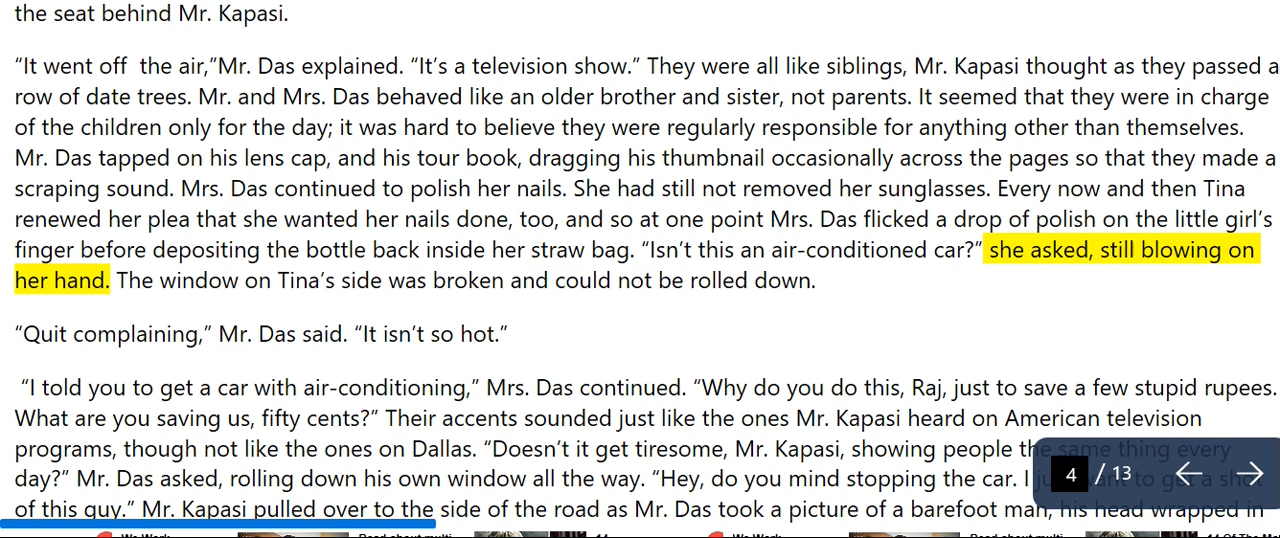 the seat behind Mr. Kapasi.
“It went off  the air,”Mr. Das explained. “It’s a television show.” They were all like siblings, Mr. Kapasi thought as they passed a
row of date trees. Mr. and Mrs. Das behaved like an older brother and sister, not parents. It seemed that they were in charge
of the children only for the day; it was hard to believe they were regularly responsible for anything other than themselves.
Mr. Das tapped on his lens cap, and his tour book, dragging his thumbnail occasionally across the pages so that they made a
scraping sound. Mrs. Das continued to polish her nails. She had still not removed her sunglasses. Every now and then Tina
renewed her plea that she wanted her nails done, too, and so at one point Mrs. Das flicked a drop of polish on the little girl’s
finger before depositing the bottle back inside her straw bag. “Isn’t this an air-conditioned car?” she asked, still blowing on
her hand. The window on Tina’s side was broken and could not be rolled down.
“Quit complaining,” Mr. Das said. “It isn’t so hot.”
“I told you to get a car with air-conditioning,” Mrs. Das continued. “Why do you do this, Raj, just to save a few stupid rupees.
What are you saving us, fifty cents?” Their accents sounded just like the ones Mr. Kapasi heard on American television
programs, though not like the ones on Dallas. “Doesn’t it get tiresome, Mr. Kapasi, showing people the same thing every
day?” Mr. Das asked, rolling down his own window all the way. “Hey, do you mind stopping the car. I just want to get a shot
of this guy.” Mr. Kapasi pulled over to the side of the road as Mr. Das took a picture of a barefoot man, his head wrapped in
4 / 13